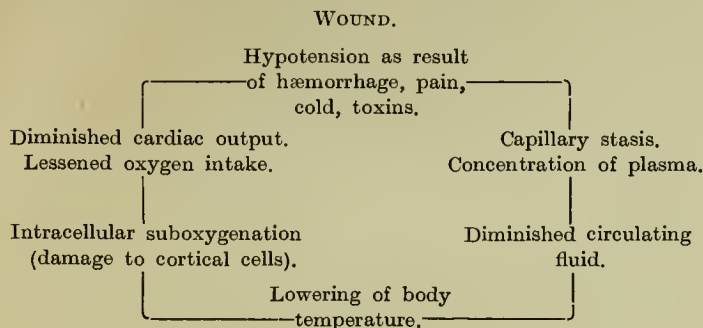 WOUND.
Hypotension as result
of hæmorrhage, pain,
cold, toxins.
Diminished cardiac output.
Lessened oxygen intake.
Capillary stasis.
Concentration of plasma.
Intracellular suboxygenation
(damage to cortical cells).
Diminished circulating
fluid.
Lowering of body
temperature.